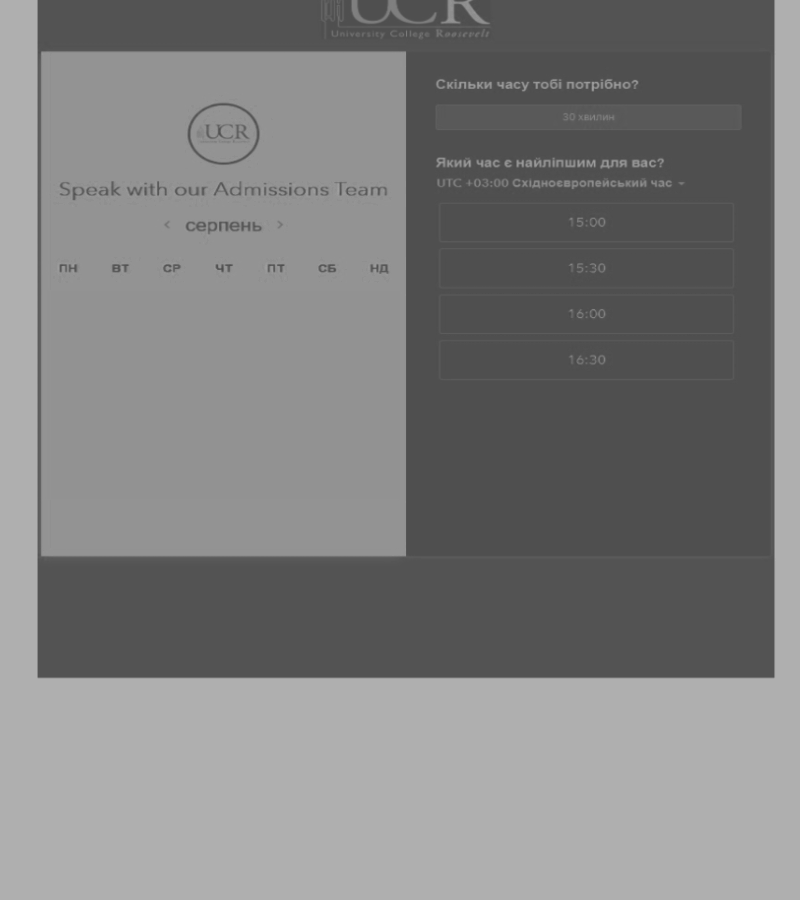 UCR
University College Roosevelt
UCR
Speak with our Admissions Team
< серпень >
ПН ВТ СР ЧТ ПТ СБ НД
Скільки часу тобі потрібно?
30 хвилин
Який час є найліпшим для вас?
UTC +03:00 Східноєвропейський час
15:00
15:30
16:00
16:30